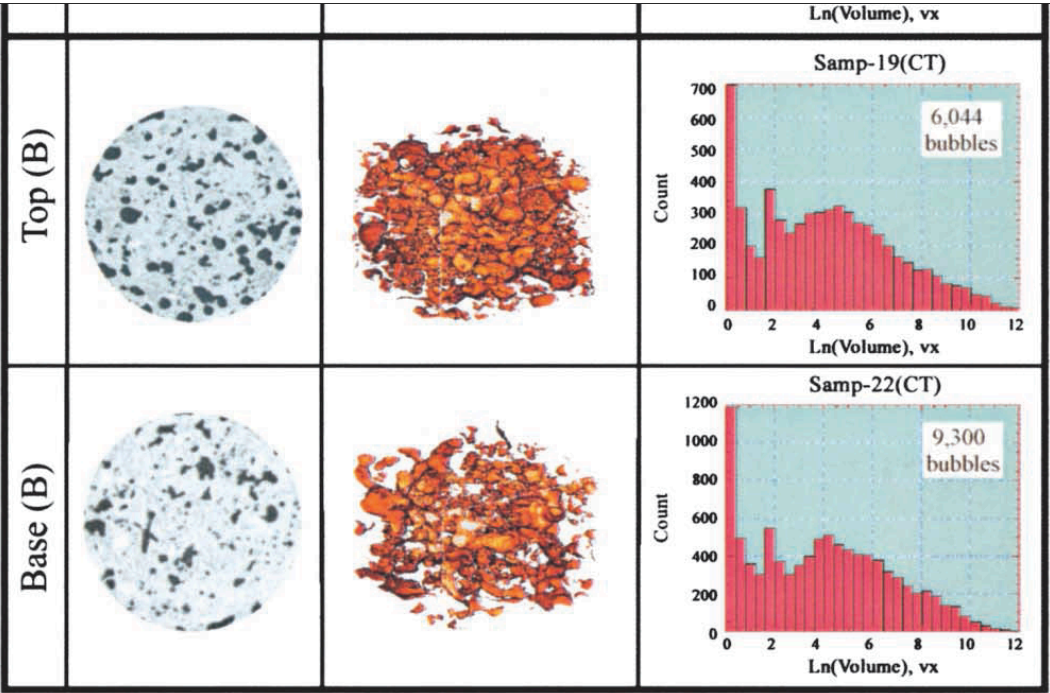 Ln(Volume), vx
Top (B)
Samp-19(CT)
6,044
bubbles
Count
700
600
500
400
300
200
100
0
0 2 4 6 8 10 12
Ln(Volume), vx
Base (B)
Samp-22(CT)
9,300
bubbles
Count
1200
1000
800
600
400
200
0
0 2 4 6 8 10 12
Ln(Volume), vx